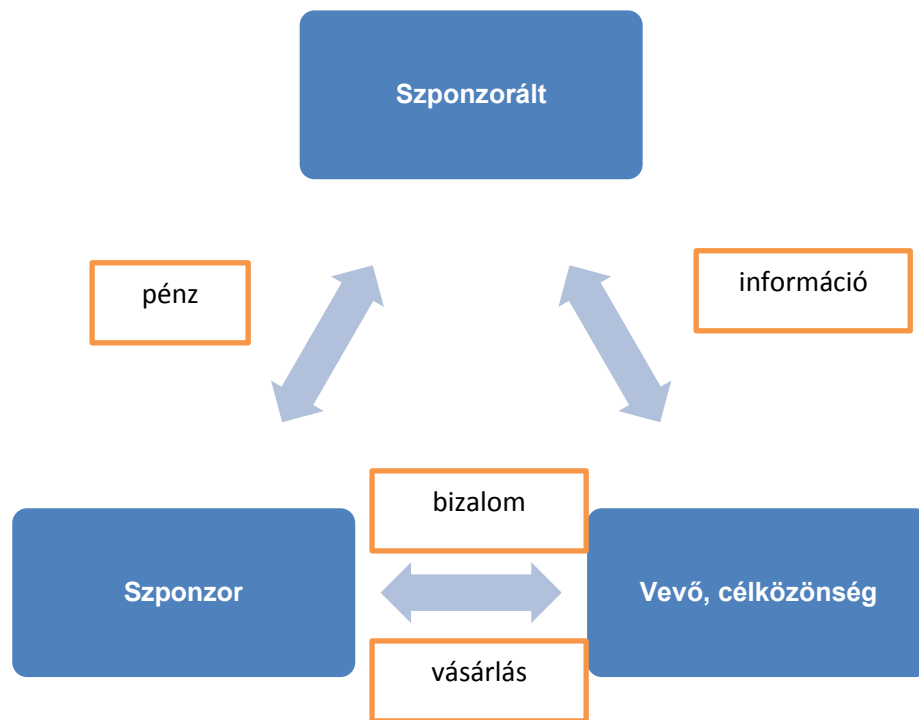 Szponzorált
pénz
információ
bizalom
Szponzor
Vevő, célközönség
vásárlás